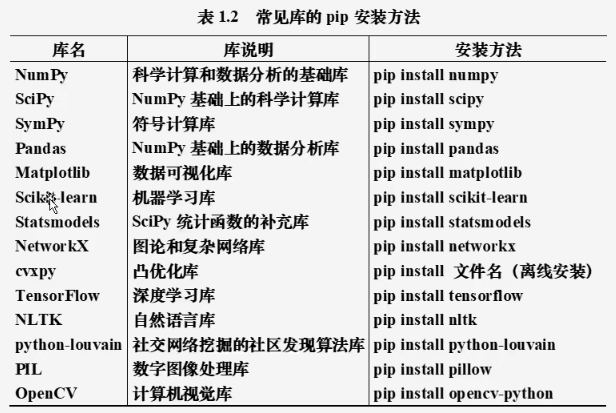 表 1.2 常见库的 pip 安装方法
库名 库说明 安装方法
NumPy 科学计算和数据分析的基础库 pip install numpy
SciPy NumPy 基础上的科学计算库 pip install scipy
SymPy 符号计算库 pip install sympy
Pandas NumPy 基础上的数据分析库 pip install pandas
Matplotlib 数据可视化库 pip install matplotlib
Scikit-learn 机器学习库 pip install scikit-learn
Statsmodels SciPy 统计函数的补充库 pip install statsmodels
NetworkX 图论和复杂网络库 pip install networkx
cvxpy 凸优化库 pip install 文件名（离线安装）
TensorFlow 深度学习库 pip install tensorflow
NLTK 自然语言库 pip install nltk
python-louvain 社交网络挖掘的社区发现算法库 pip install python-louvain
PIL 数字图像处理库 pip install pillow
OpenCV 计算机视觉库 pip install opencv-python